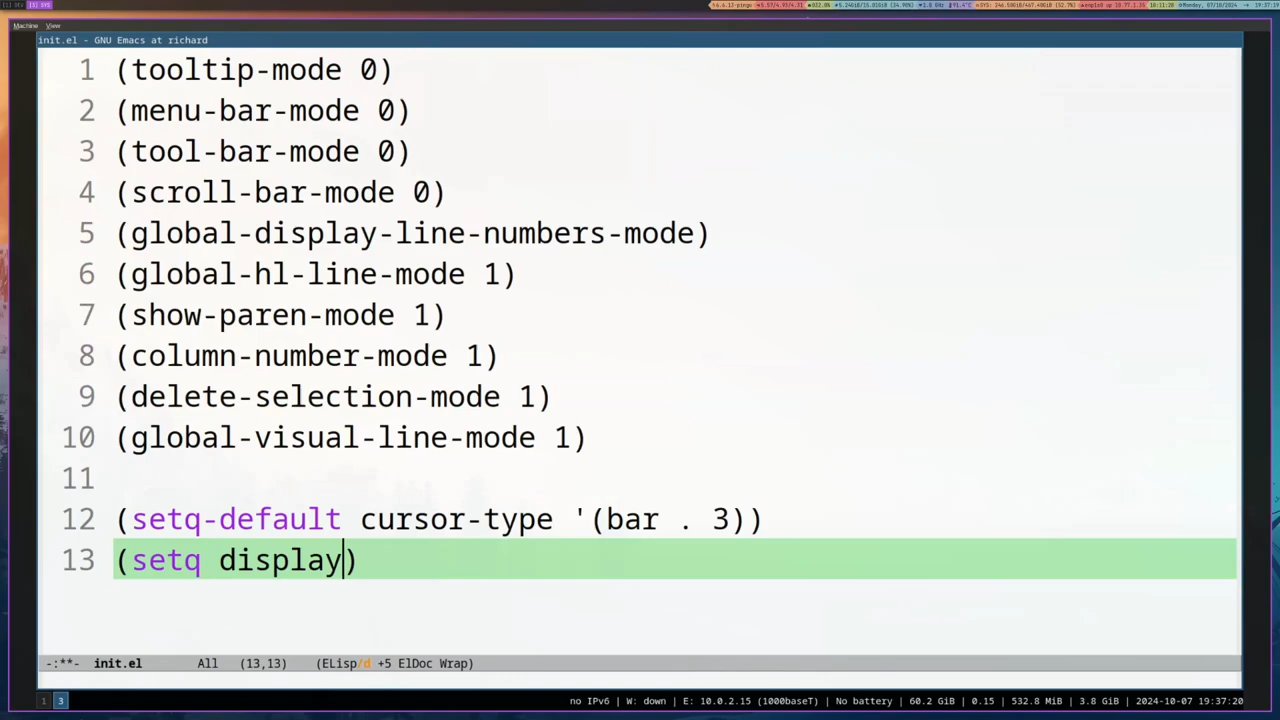 Machine View
init.el - GNU Emacs at richard
1 (tooltip-mode 0)
2 (menu-bar-mode 0)
3 (tool-bar-mode 0)
4 (scroll-bar-mode 0)
5 (global-display-line-numbers-mode)
6 (global-hl-line-mode 1)
7 (show-paren-mode 1)
8 (column-number-mode 1)
9 (delete-selection-mode 1)
10 (global-visual-line-mode 1)
11
12 (setq-default cursor-type '(bar . 3))
13 (setq display)
-:**- init.el All (13,13) (ELisp/d +5 ElDoc Wrap)
1 3 no IPv6 | W: down | E: 10.0.2.15 (1000baseT) | No battery | 60.2 GiB | 0.15 | 532.8 MiB | 3.8 GiB | 2024-10-07 19:37:20